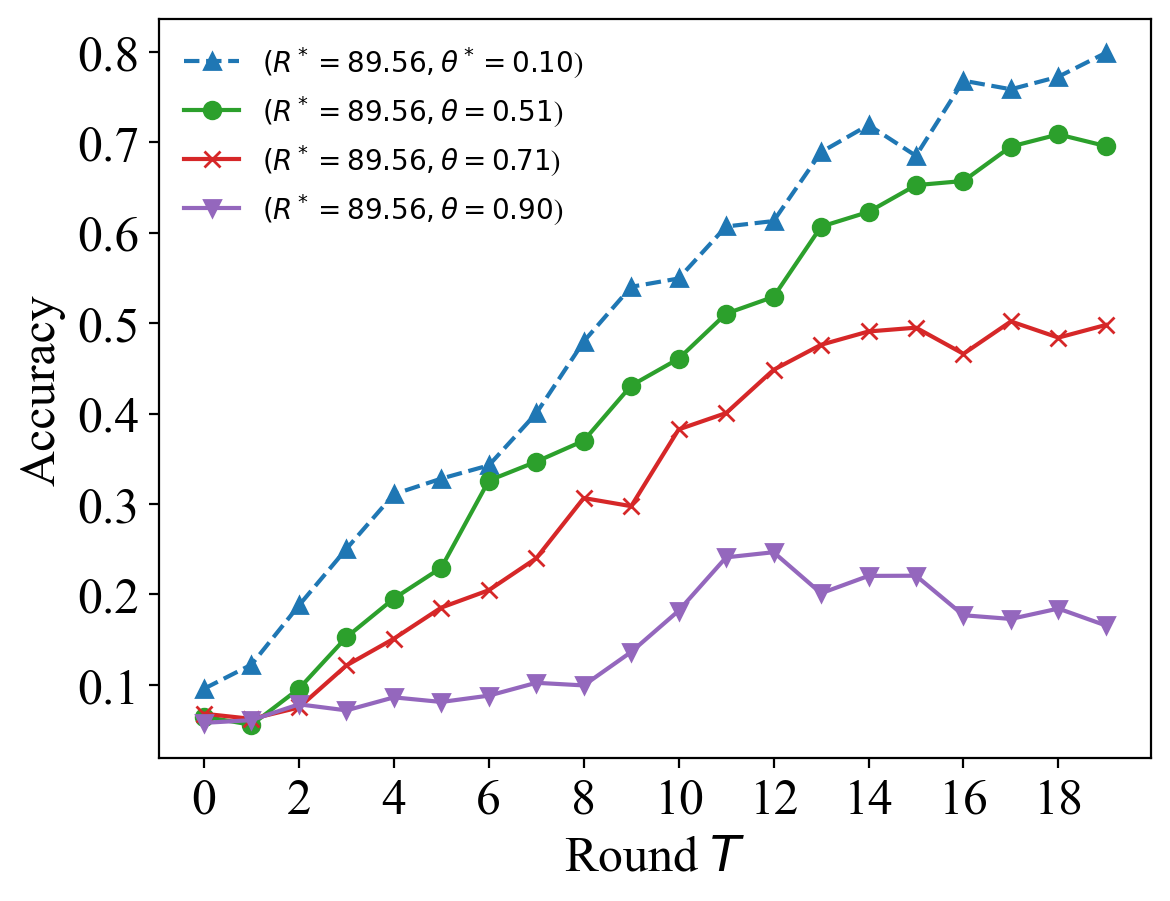 (R* = 89.56, θ* = 0.10)
(R* = 89.56, θ = 0.51)
(R* = 89.56, θ = 0.71)
(R* = 89.56, θ = 0.90)
0.8
0.7
0.6
0.5
0.4
0.3
0.2
0.1
Accuracy
0 2 4 6 8 10 12 14 16 18
Round T